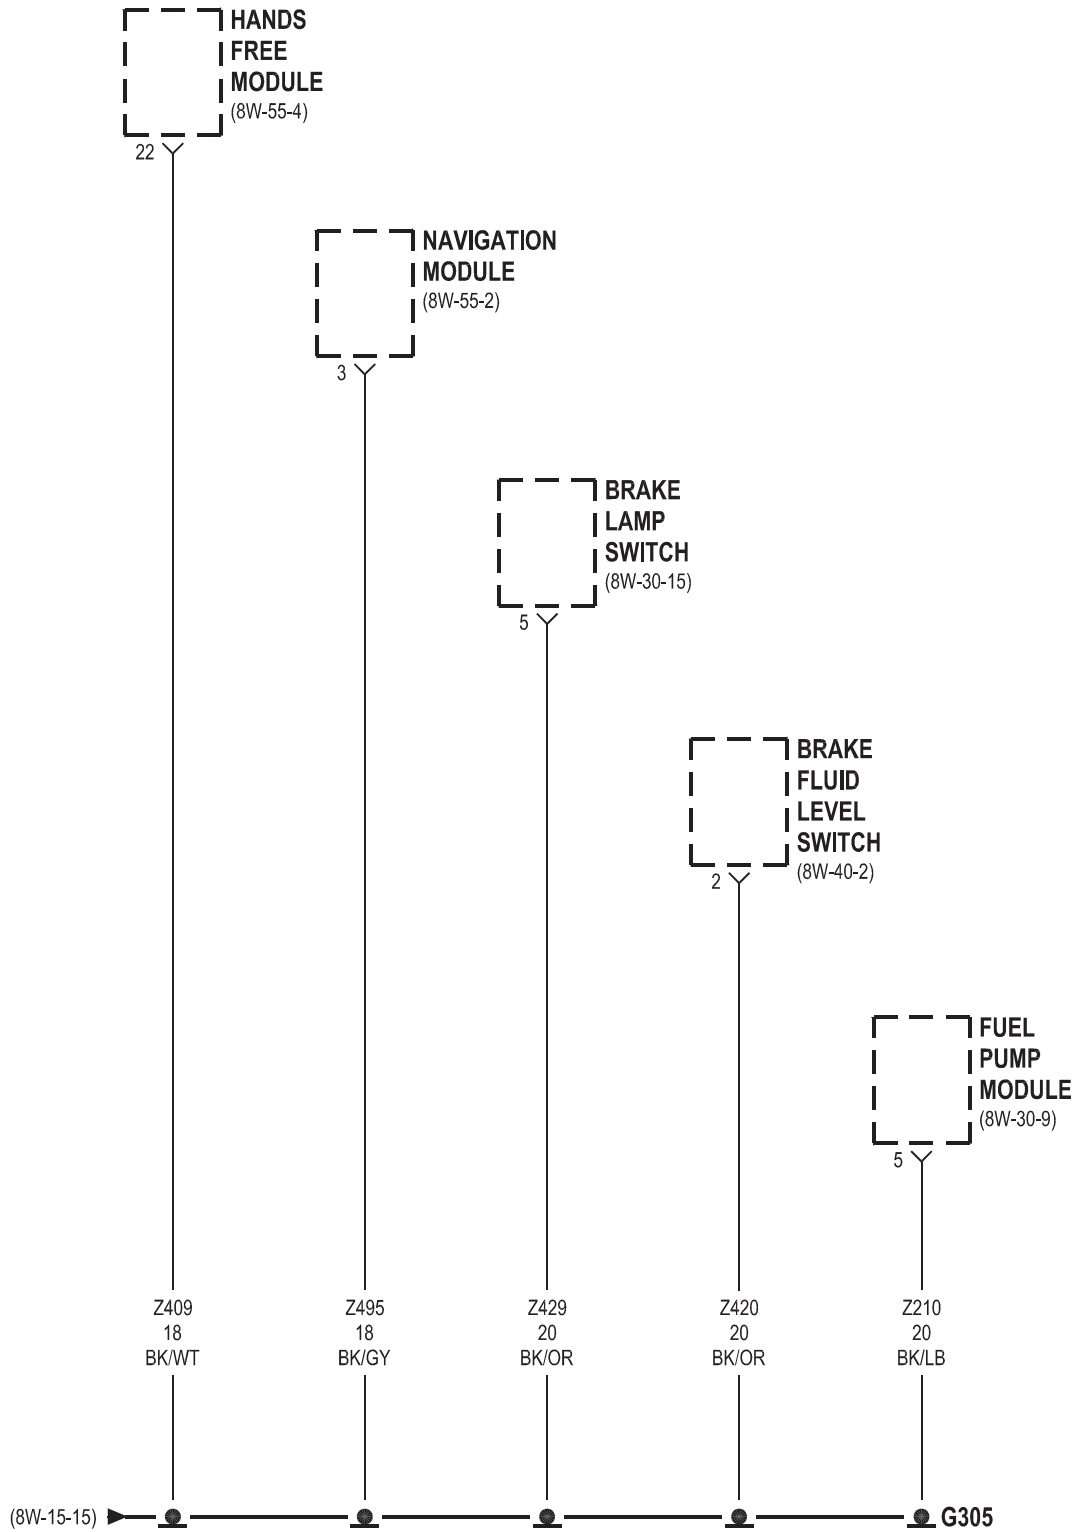 HANDS
FREE
MODULE
(8W-55-4)
22
NAVIGATION
MODULE
(8W-55-2)
3
BRAKE
LAMP
SWITCH
(8W-30-15)
5
BRAKE
FLUID
LEVEL
SWITCH
(8W-40-2)
2
FUEL
PUMP
MODULE
(8W-30-9)
5
Z409
18
BK/WT
Z495
18
BK/GY
Z429
20
BK/OR
Z420
20
BK/OR
Z210
20
BK/LB
(8W-15-15)
G305